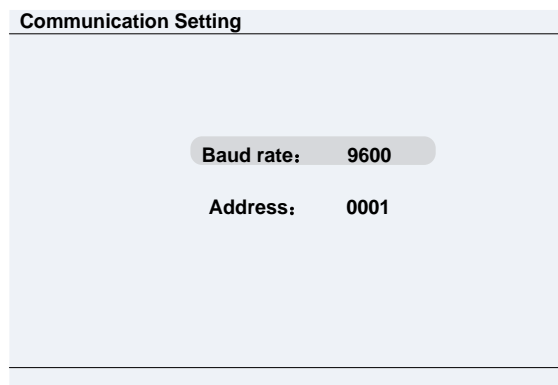 Communication Setting
Baud rate： 9600
Address： 0001